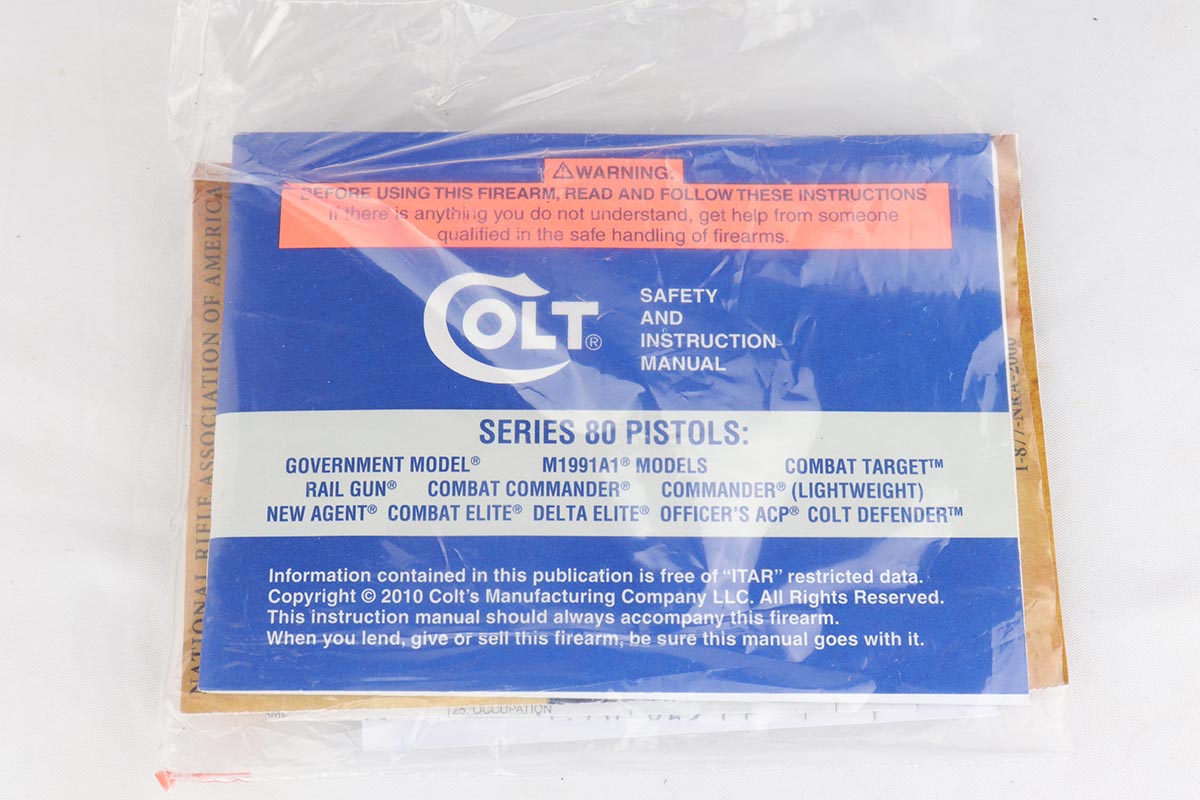 ⚠WARNING:
BEFORE USING THIS FIREARM, READ AND FOLLOW THESE INSTRUCTIONS
If there is anything you do not understand, get help from someone
qualified in the safe handling of firearms.
COLT®
SAFETY
AND
INSTRUCTION
MANUAL
SERIES 80 PISTOLS:
GOVERNMENT MODEL® M1991A1® MODELS COMBAT TARGET™
RAIL GUN® COMBAT COMMANDER® COMMANDER® (LIGHTWEIGHT)
NEW AGENT® COMBAT ELITE® DELTA ELITE® OFFICER'S ACP® COLT DEFENDER™
Information contained in this publication is free of “ITAR” restricted data.
Copyright © 2010 Colt's Manufacturing Company LLC. All Rights Reserved.
This instruction manual should always accompany this firearm.
When you lend, give or sell this firearm, be sure this manual goes with it.
NATIONAL RIFLE ASSOCIATION OF AMERICA
1-877-NRA-2000
26. OCCUPATION